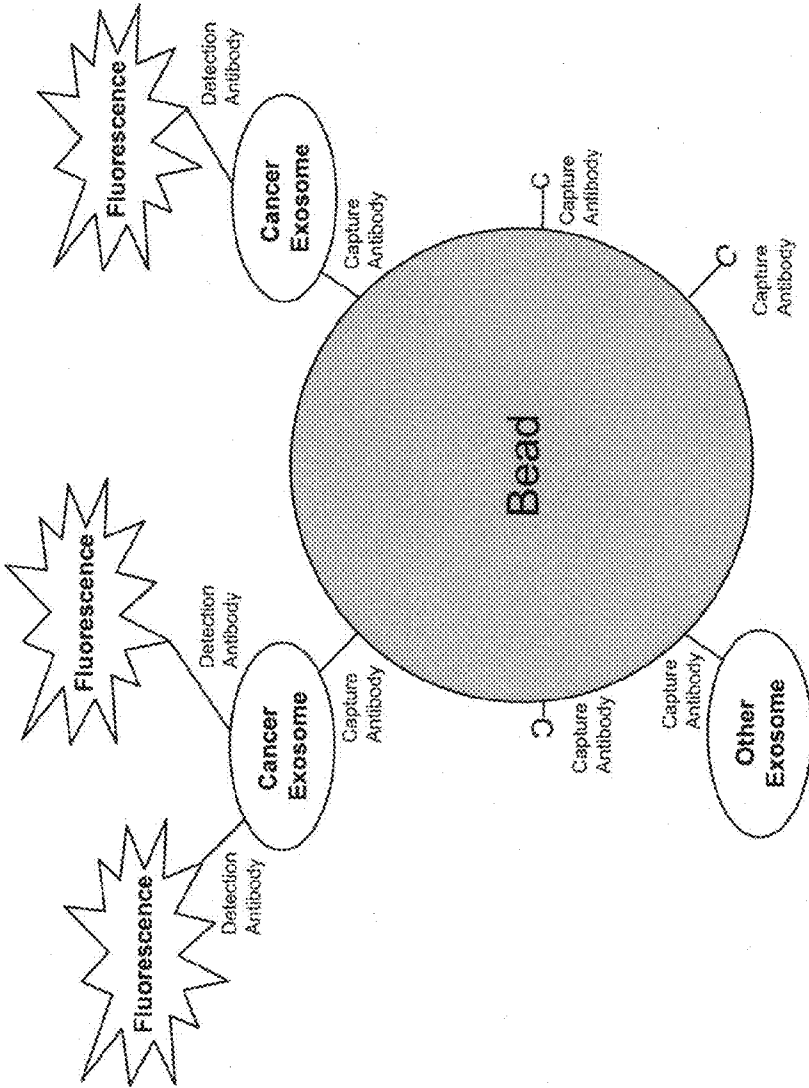 Fluorescence
Detection
Antibody
Fluorescence
Detection
Antibody
Fluorescence
Detection
Antibody
Cancer
Exosome
Cancer
Exosome
Capture
Antibody
Capture
Antibody
Capture
Antibody
Bead
Capture
Antibody
Capture
Antibody
Capture
Antibody
Other
Exosome